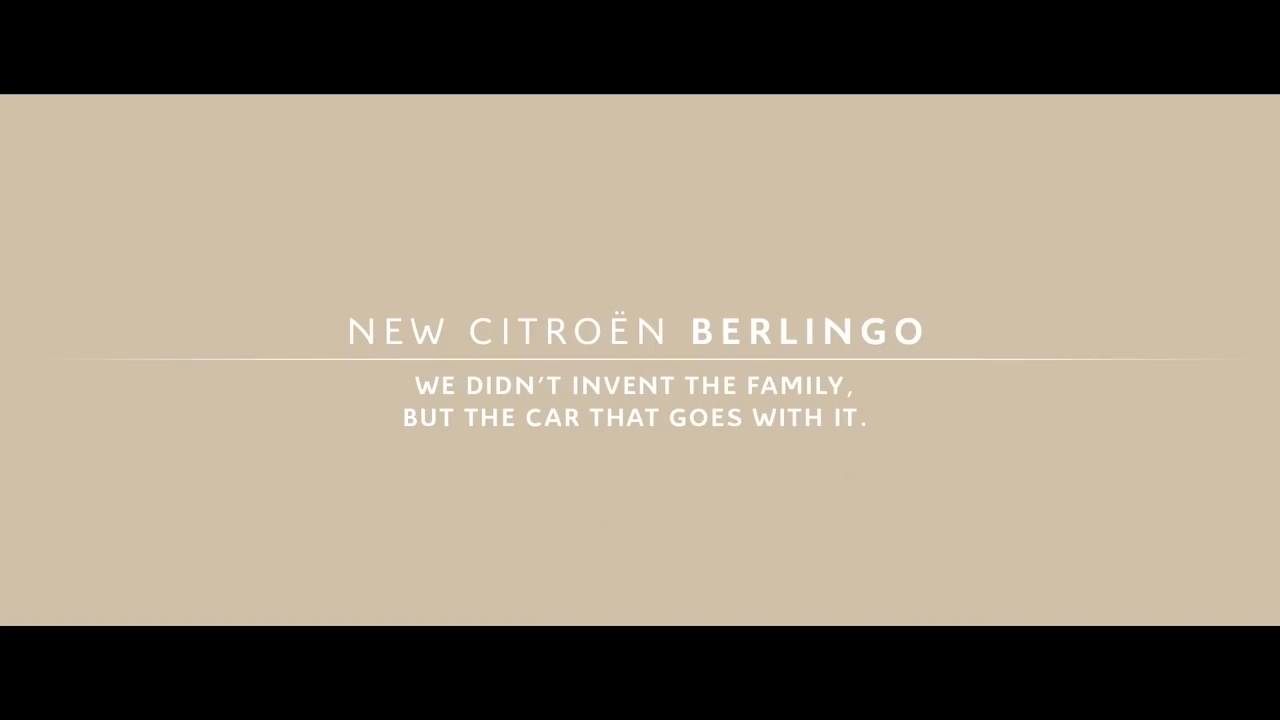 NEW CITROËN BERLINGO
WE DIDN'T INVENT THE FAMILY,
BUT THE CAR THAT GOES WITH IT.